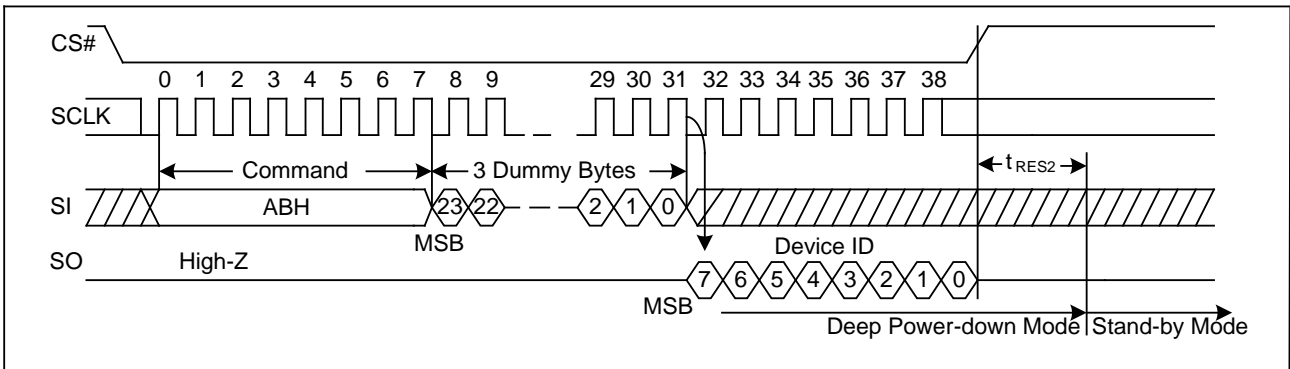 CS#
0 1 2 3 4 5 6 7 8 9 29 30 31 32 33 34 35 36 37 38
SCLK
Command 3 Dummy Bytes tRES2
SI ABH 23 22 2 1 0
MSB Device ID
SO High-Z
7 6 5 4 3 2 1 0
MSB
Deep Power-down Mode Stand-by Mode